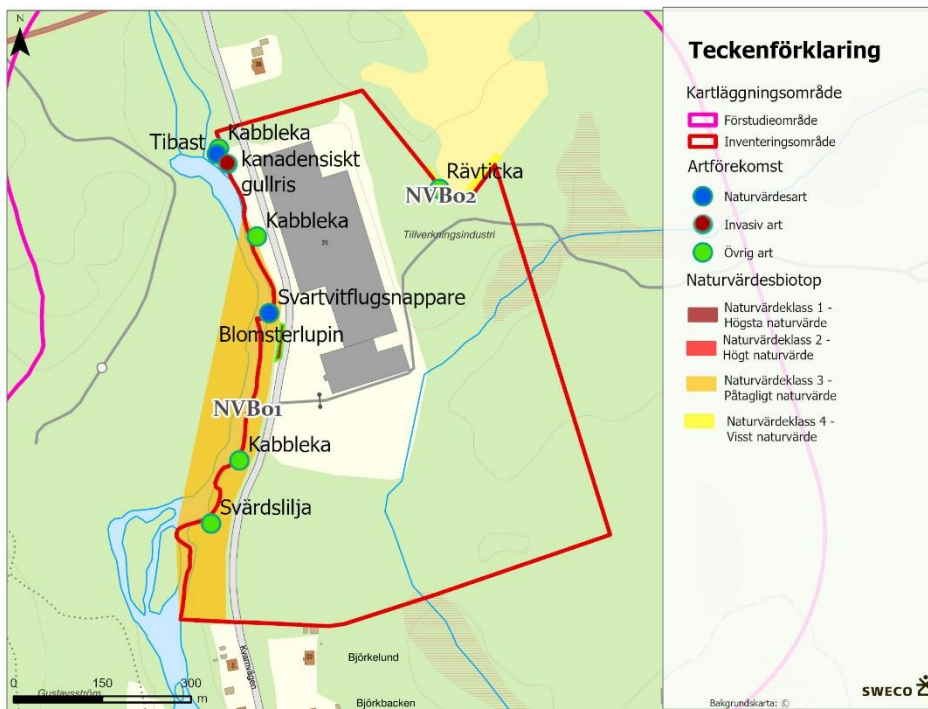 N
29
Tibast
Kabbleka
kanadensiskt
gullris
Rävticka
NVB02
Kabbleka
Tillverkningsindustri
Svartvitflugsnappare
Blomsterlupin
NVB01
Kabbleka
Svärdslilja
Kvarnvägen
Björkelund
Björkbacken
Gustavsström
0 150 300
m
Teckenförklaring
Kartläggningsområde
Förstudieområde
Inventeringsområde
Artförekomst
Naturvärdesart
Invasiv art
Övrig art
Naturvärdesbiotop
Naturvärdeklass 1 -
Högsta naturvärde
Naturvärdeklass 2 -
Högt naturvärde
Naturvärdeklass 3 -
Påtagligt naturvärde
Naturvärdeklass 4 -
Visst naturvärde
Bakgrundskarta: ©
SWECO